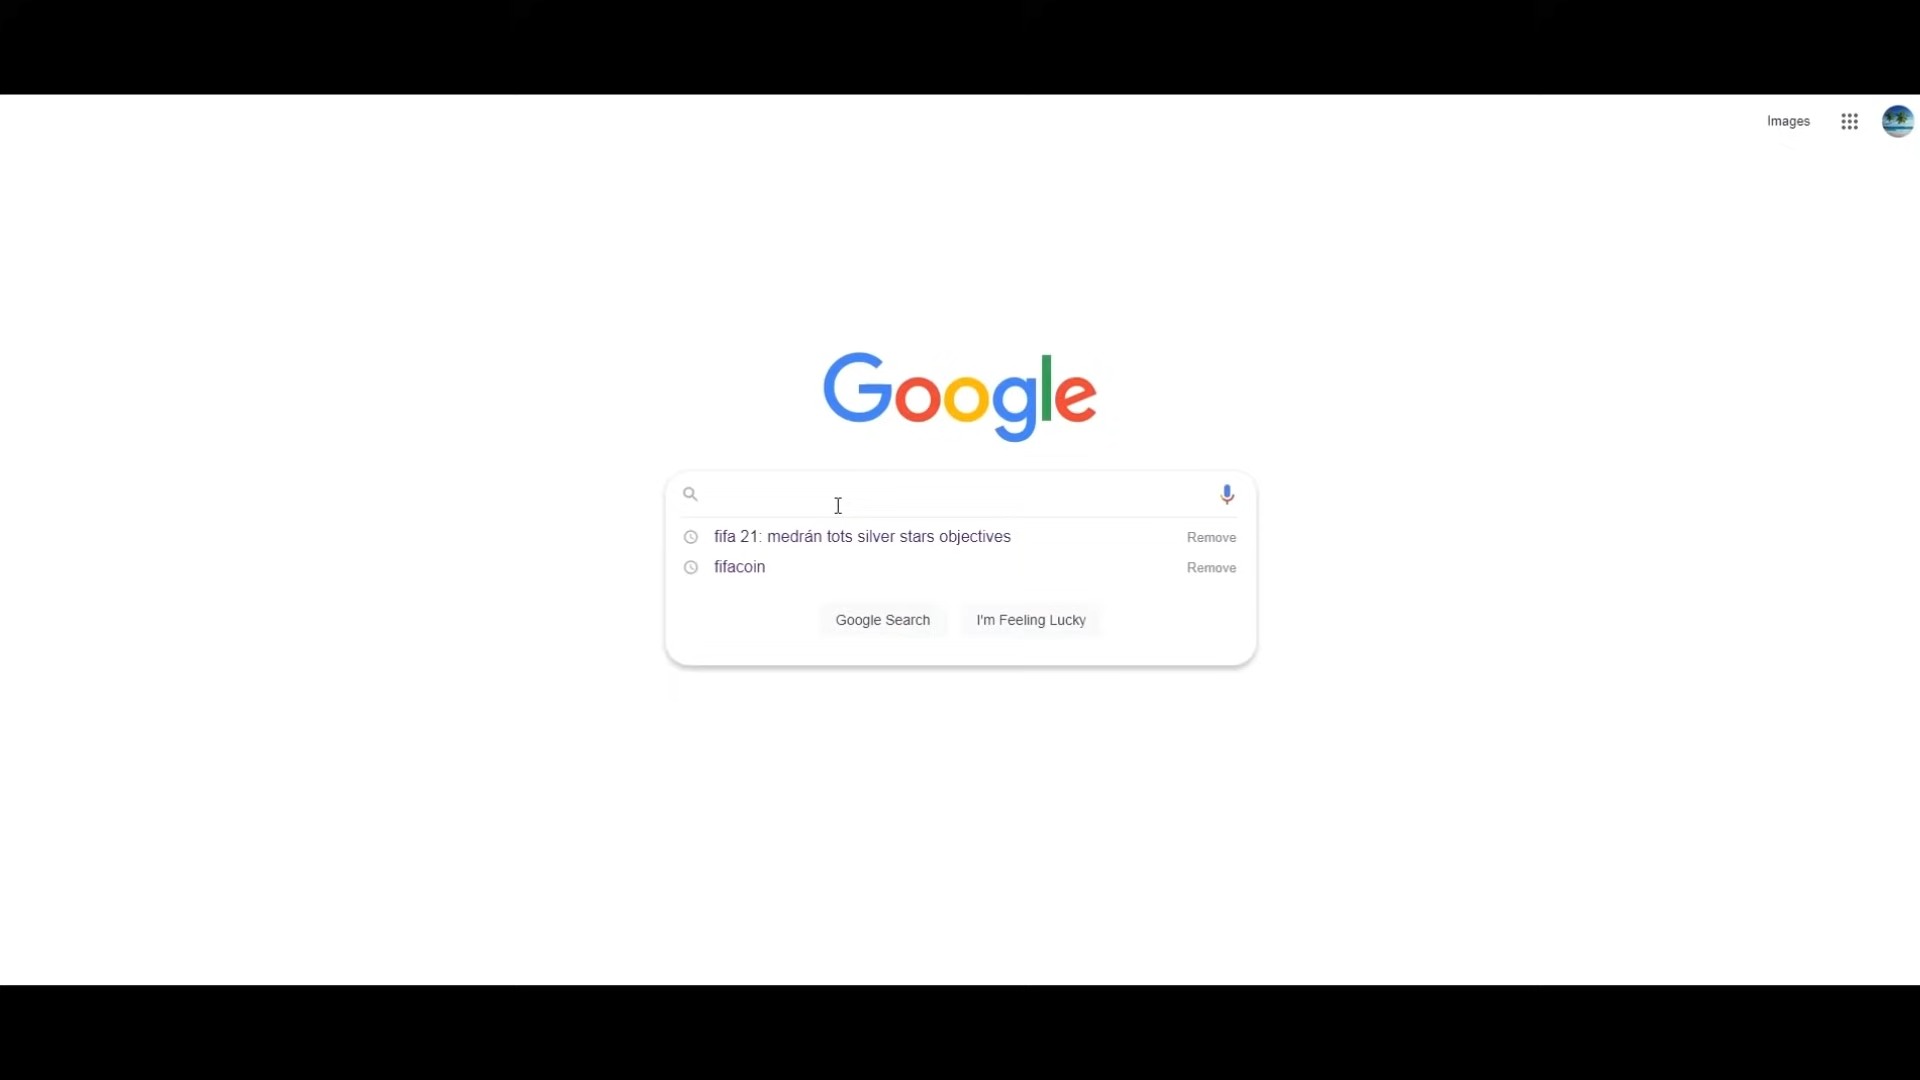 Images
Google
fifa 21: medrán tots silver stars objectives Remove
fifacoin Remove
Google Search I'm Feeling Lucky